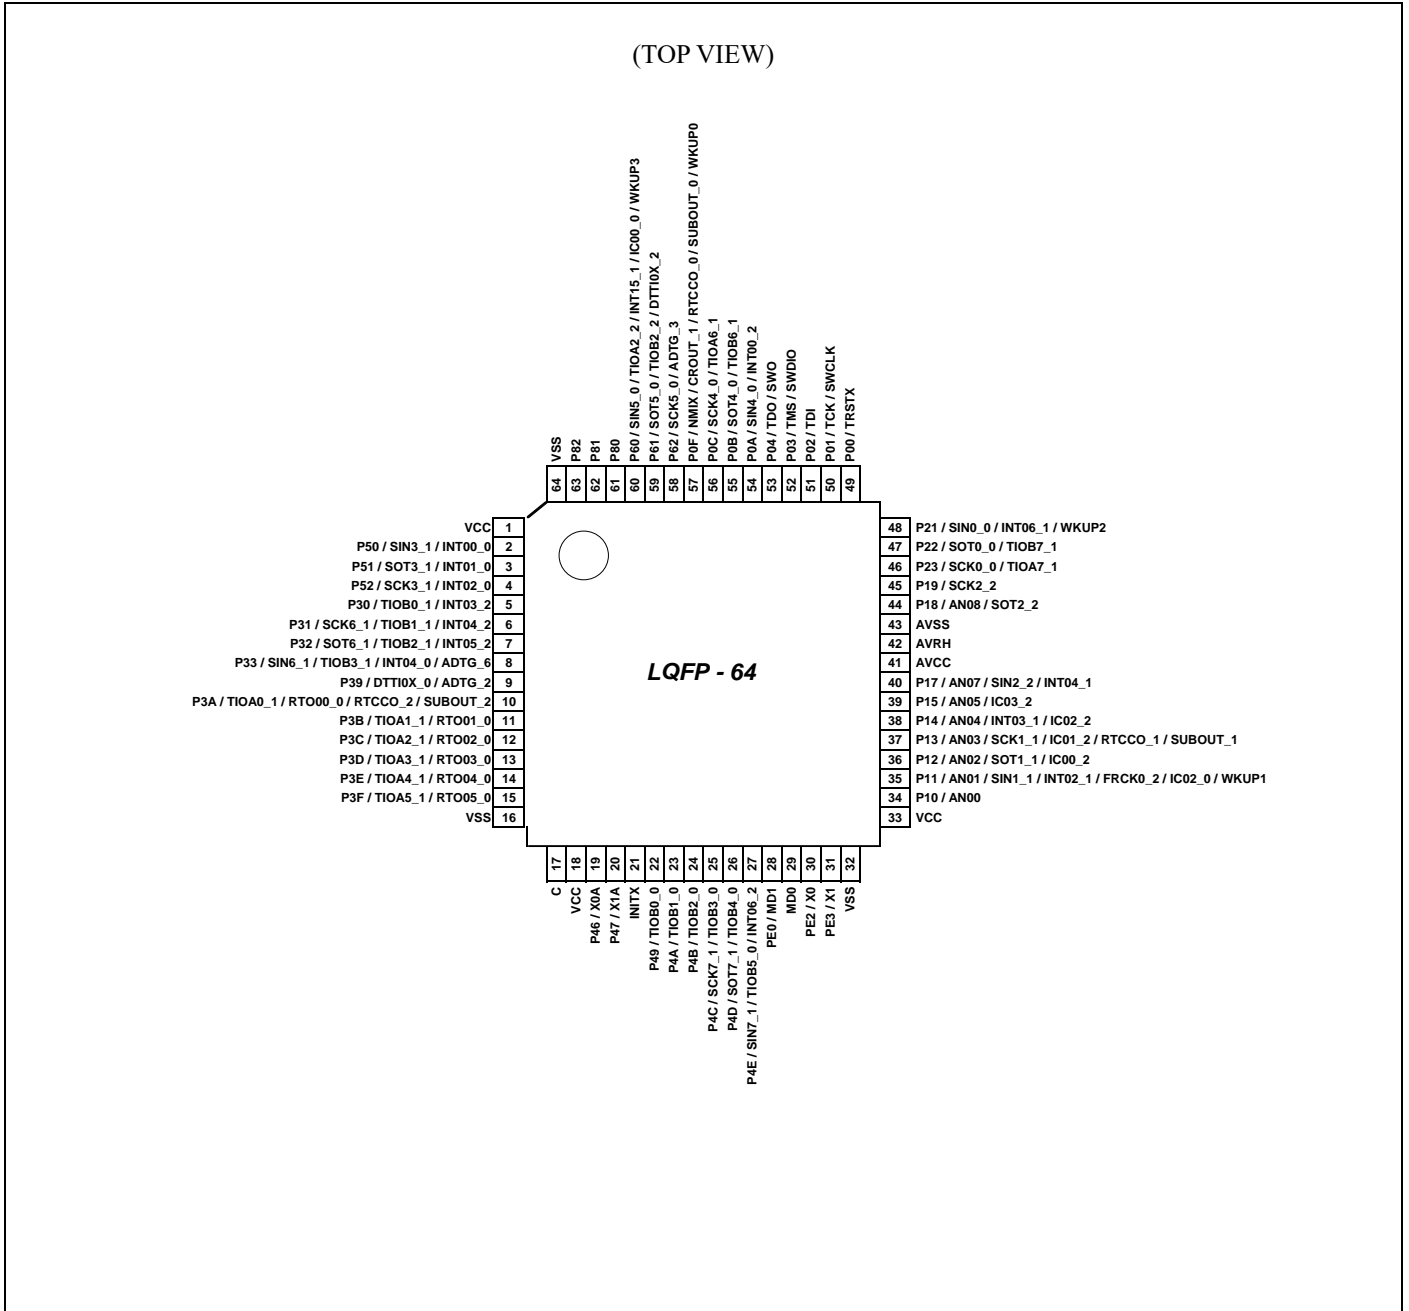 (TOP VIEW)
VSS
P82
P81
P80
P60 / SIN5_0 / TIOA2_2 / INT15_1 / IC00_0 / WKUP3
P61 / SOT5_0 / TIOB2_2 / DTTI0X_2
P62 / SCK5_0 / ADTG_3
P0F / NMIX / CROUT_1 / RTCCO_0 / SUBOUT_0 / WKUP0
P0C / SCK4_0 / TIOA6_1
P0B / SOT4_0 / TIOB6_1
P0A / SIN4_0 / INT00_2
P04 / TDO / SWO
P03 / TMS / SWDIO
P02 / TDI
P01 / TCK / SWCLK
P00 / TRSTX
64
63
62
61
60
59
58
57
56
55
54
53
52
51
50
49
VCC 1
P50 / SIN3_1 / INT00_0 2
P51 / SOT3_1 / INT01_0 3
P52 / SCK3_1 / INT02_0 4
P30 / TIOB0_1 / INT03_2 5
P31 / SCK6_1 / TIOB1_1 / INT04_2 6
P32 / SOT6_1 / TIOB2_1 / INT05_2 7
P33 / SIN6_1 / TIOB3_1 / INT04_0 / ADTG_6 8
P39 / DTTI0X_0 / ADTG_2 9
P3A / TIOA0_1 / RTO00_0 / RTCCO_2 / SUBOUT_2 10
P3B / TIOA1_1 / RTO01_0 11
P3C / TIOA2_1 / RTO02_0 12
P3D / TIOA3_1 / RTO03_0 13
P3E / TIOA4_1 / RTO04_0 14
P3F / TIOA5_1 / RTO05_0 15
VSS 16
LQFP - 64
48 P21 / SIN0_0 / INT06_1 / WKUP2
47 P22 / SOT0_0 / TIOB7_1
46 P23 / SCK0_0 / TIOA7_1
45 P19 / SCK2_2
44 P18 / AN08 / SOT2_2
43 AVSS
42 AVRH
41 AVCC
40 P17 / AN07 / SIN2_2 / INT04_1
39 P15 / AN05 / IC03_2
38 P14 / AN04 / INT03_1 / IC02_2
37 P13 / AN03 / SCK1_1 / IC01_2 / RTCCO_1 / SUBOUT_1
36 P12 / AN02 / SOT1_1 / IC00_2
35 P11 / AN01 / SIN1_1 / INT02_1 / FRCK0_2 / IC02_0 / WKUP1
34 P10 / AN00
33 VCC
17
18
19
20
21
22
23
24
25
26
27
28
29
30
31
32
C
VCC
P46 / X0A
P47 / X1A
INITX
P49 / TIOB0_0
P4A / TIOB1_0
P4B / TIOB2_0
P4C / SCK7_1 / TIOB3_0
P4D / SOT7_1 / TIOB4_0
P4E / SIN7_1 / TIOB5_0 / INT06_2
PE0 / MD1
MD0
PE2 / X0
PE3 / X1
VSS